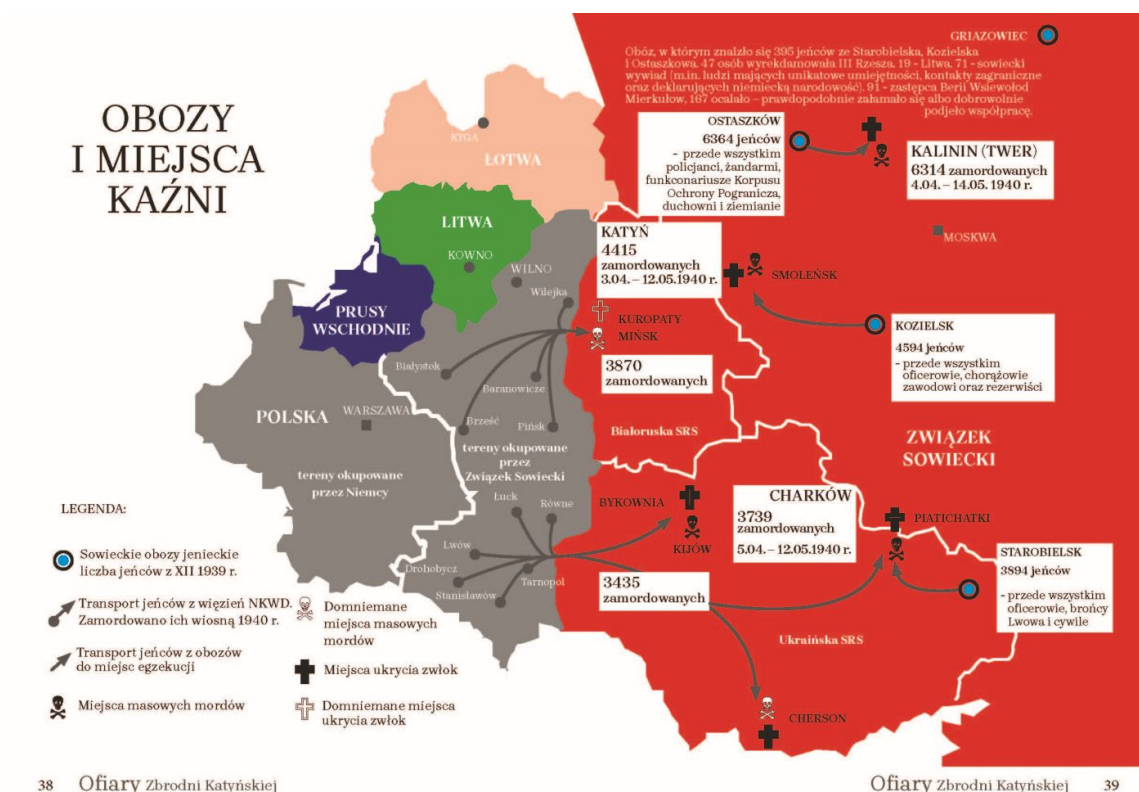 OBOZY
I MIEJSCA
KAŹNI
GRIAZOWIEC
Obóz, w którym znalzło się 395 jeńców ze Starobielska, Kozielska
i Ostaszkowa. 47 osób wyrekdamowała III Rzesza. 19 - Litwa. 71 - sowiecki
wywiad (m.in. ludzi mających unikatowe umiejętności, kontakty zagraniczne
oraz deklarujących niemiecką narodowość). 91 - zastępca Berii Wsiewołod
Mierkułow, 167 ocalało – prawdopodobnie załamało się albo dobrowolnie
podjeło współpracę.
OSTASZKÓW
6364 jeńców
- przede wszystkim
policjanci, żandarmi,
funkconariusze Korpusu
Ochrony Pogranicza,
duchowni i ziemianie
KALININ (TWER)
6314 zamordowanych
4.04. – 14.05. 1940 r.
MOSKWA
RYGA
ŁOTWA
LITWA
KOWNO
WILNO
Wilejka
PRUSY
WSCHODNIE
KATYŃ
4415
zamordowanych
3.04. – 12.05.1940 r.
SMOLEŃSK
KUROPATY
MIŃSK
3870
zamordowanych
KOZIELSK
4594 jeńców
- przede wszystkim
oficerowie, chorążowie
zawodowi oraz rezerwiści
Białystok
Baranowicze
POLSKA
WARSZAWA
Brześć
Pińsk
Białoruska SRS
ZWIĄZEK
SOWIECKI
tereny okupowane
przez
Związek Sowiecki
tereny okupowane
przez Niemcy
Łuck
Równe
Lwów
Drohobycz
Stanisławów
Tarnopol
BYKOWNIA
KIJÓW
CHARKÓW
3739
zamordowanych
5.04. – 12.05.1940 r.
PIATICHATKI
STAROBIELSK
3894 jeńców
- przede wszystkim
oficerowie, brońcy
Lwowa i cywile
3435
zamordowanych
Ukraińska SRS
CHERSON
LEGENDA:
Sowieckie obozy jenieckie
liczba jeńców z XII 1939 r.
Transport jeńców z więzień NKWD.
Zamordowano ich wiosną 1940 r.
Transport jeńców z obozów
do miejsc egzekucji
Miejsca masowych mordów
Domniemane
miejsca masowych
mordów
Miejsca ukrycia zwłok
Domniemane miejsca
ukrycia zwłok
38 Ofiary Zbrodni Katyńskiej
Ofiary Zbrodni Katyńskiej 39